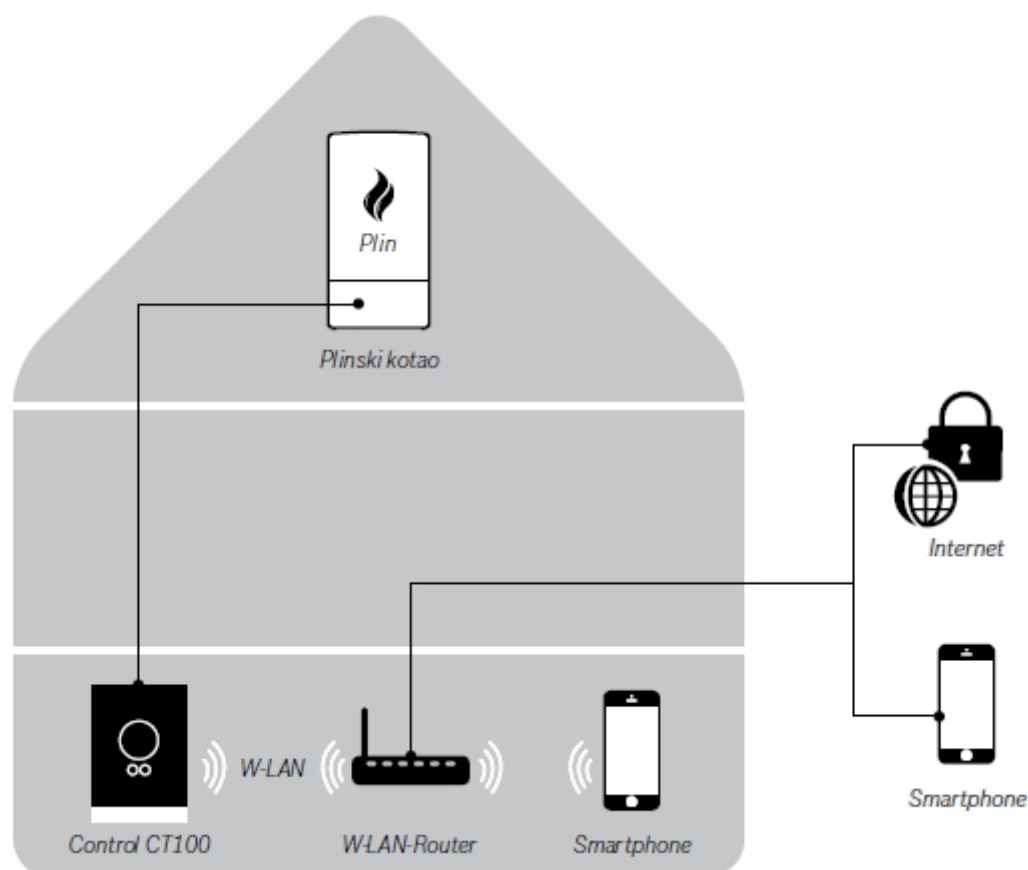 Plin
Plinski kotao
Internet
W-LAN
Smartphone
Control CT100
W-LAN-Router
Smartphone